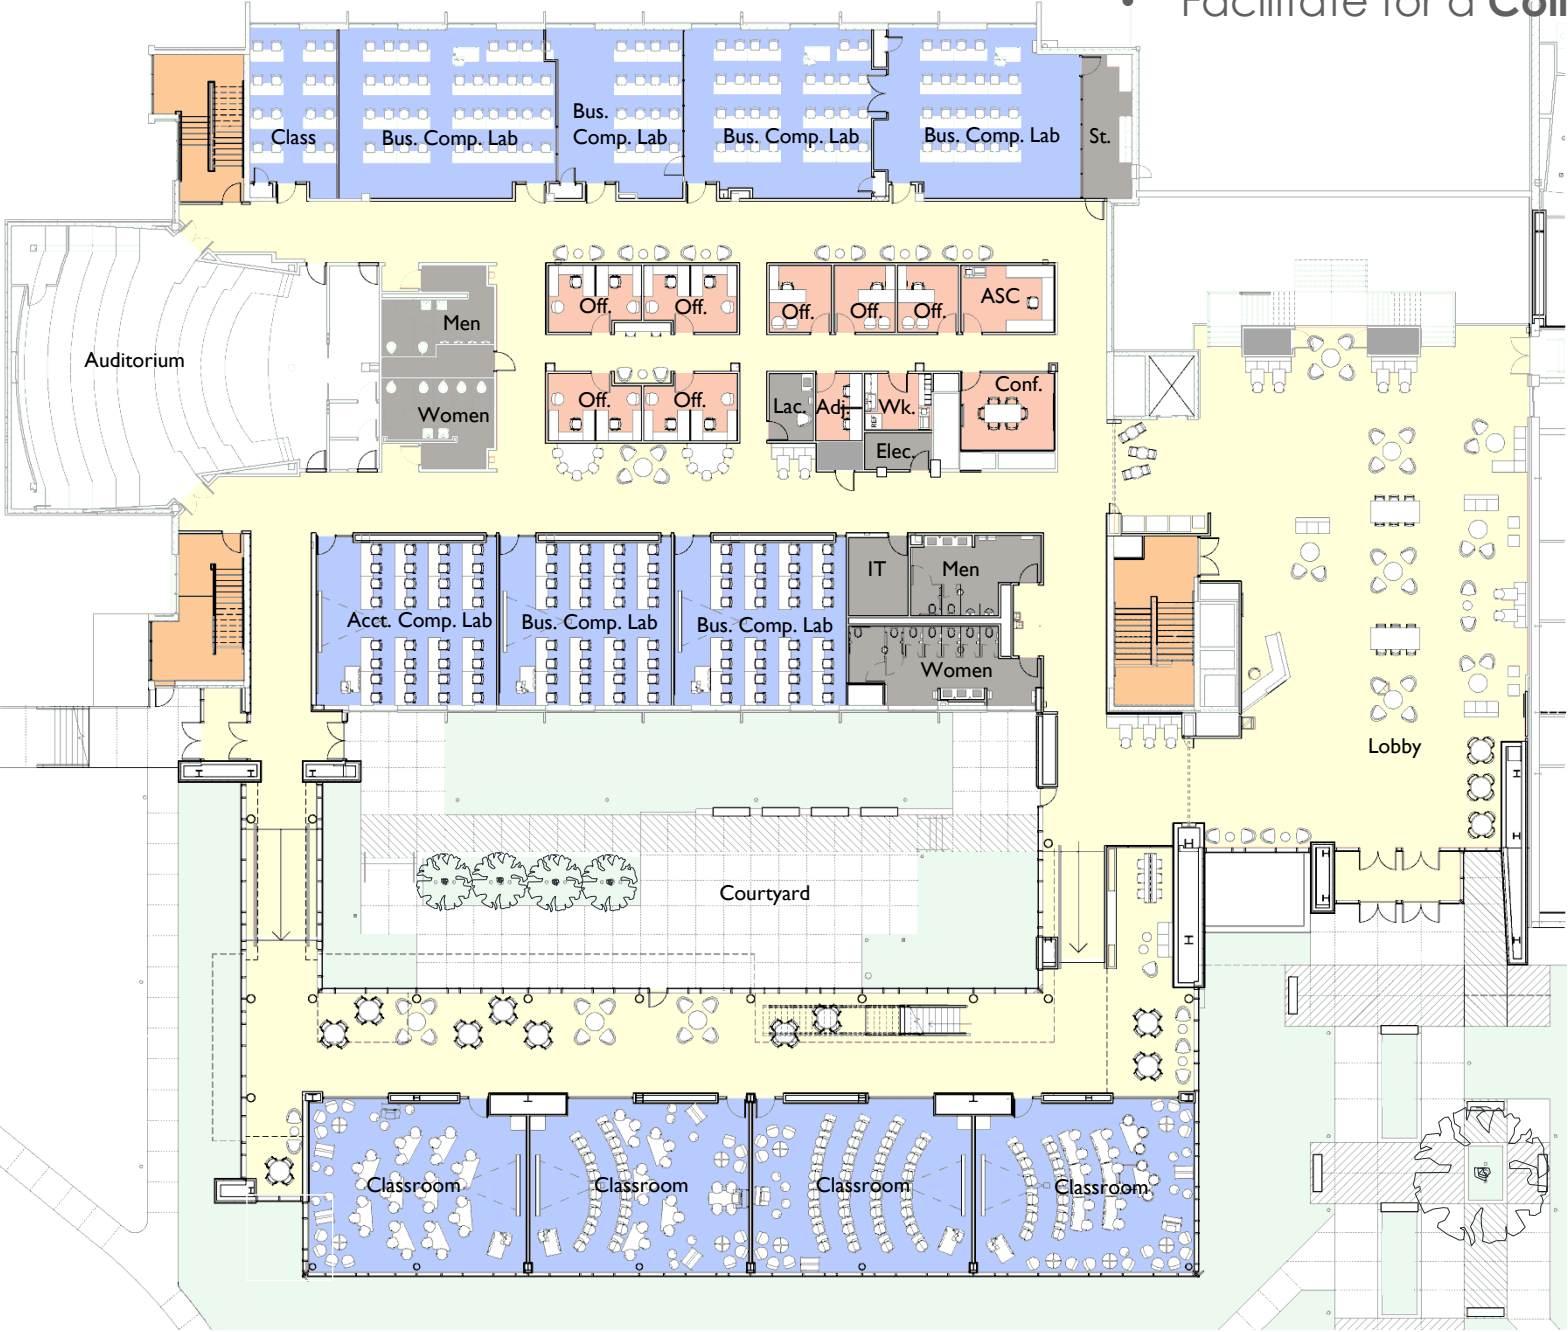 • Facilitate for a Coll
Class
Bus. Comp. Lab
Bus.
Comp. Lab
Bus. Comp. Lab
Bus. Comp. Lab
St.
Off.
Off.
Off.
Off.
Off.
ASC
Men
Auditorium
Women
Off.
Off.
Lac.
Adj.
REF
Wk.
Conf.
Elec.
Acct. Comp. Lab
Bus. Comp. Lab
Bus. Comp. Lab
IT
Men
Women
Lobby
Courtyard
Classroom
Classroom
Classroom
Classroom